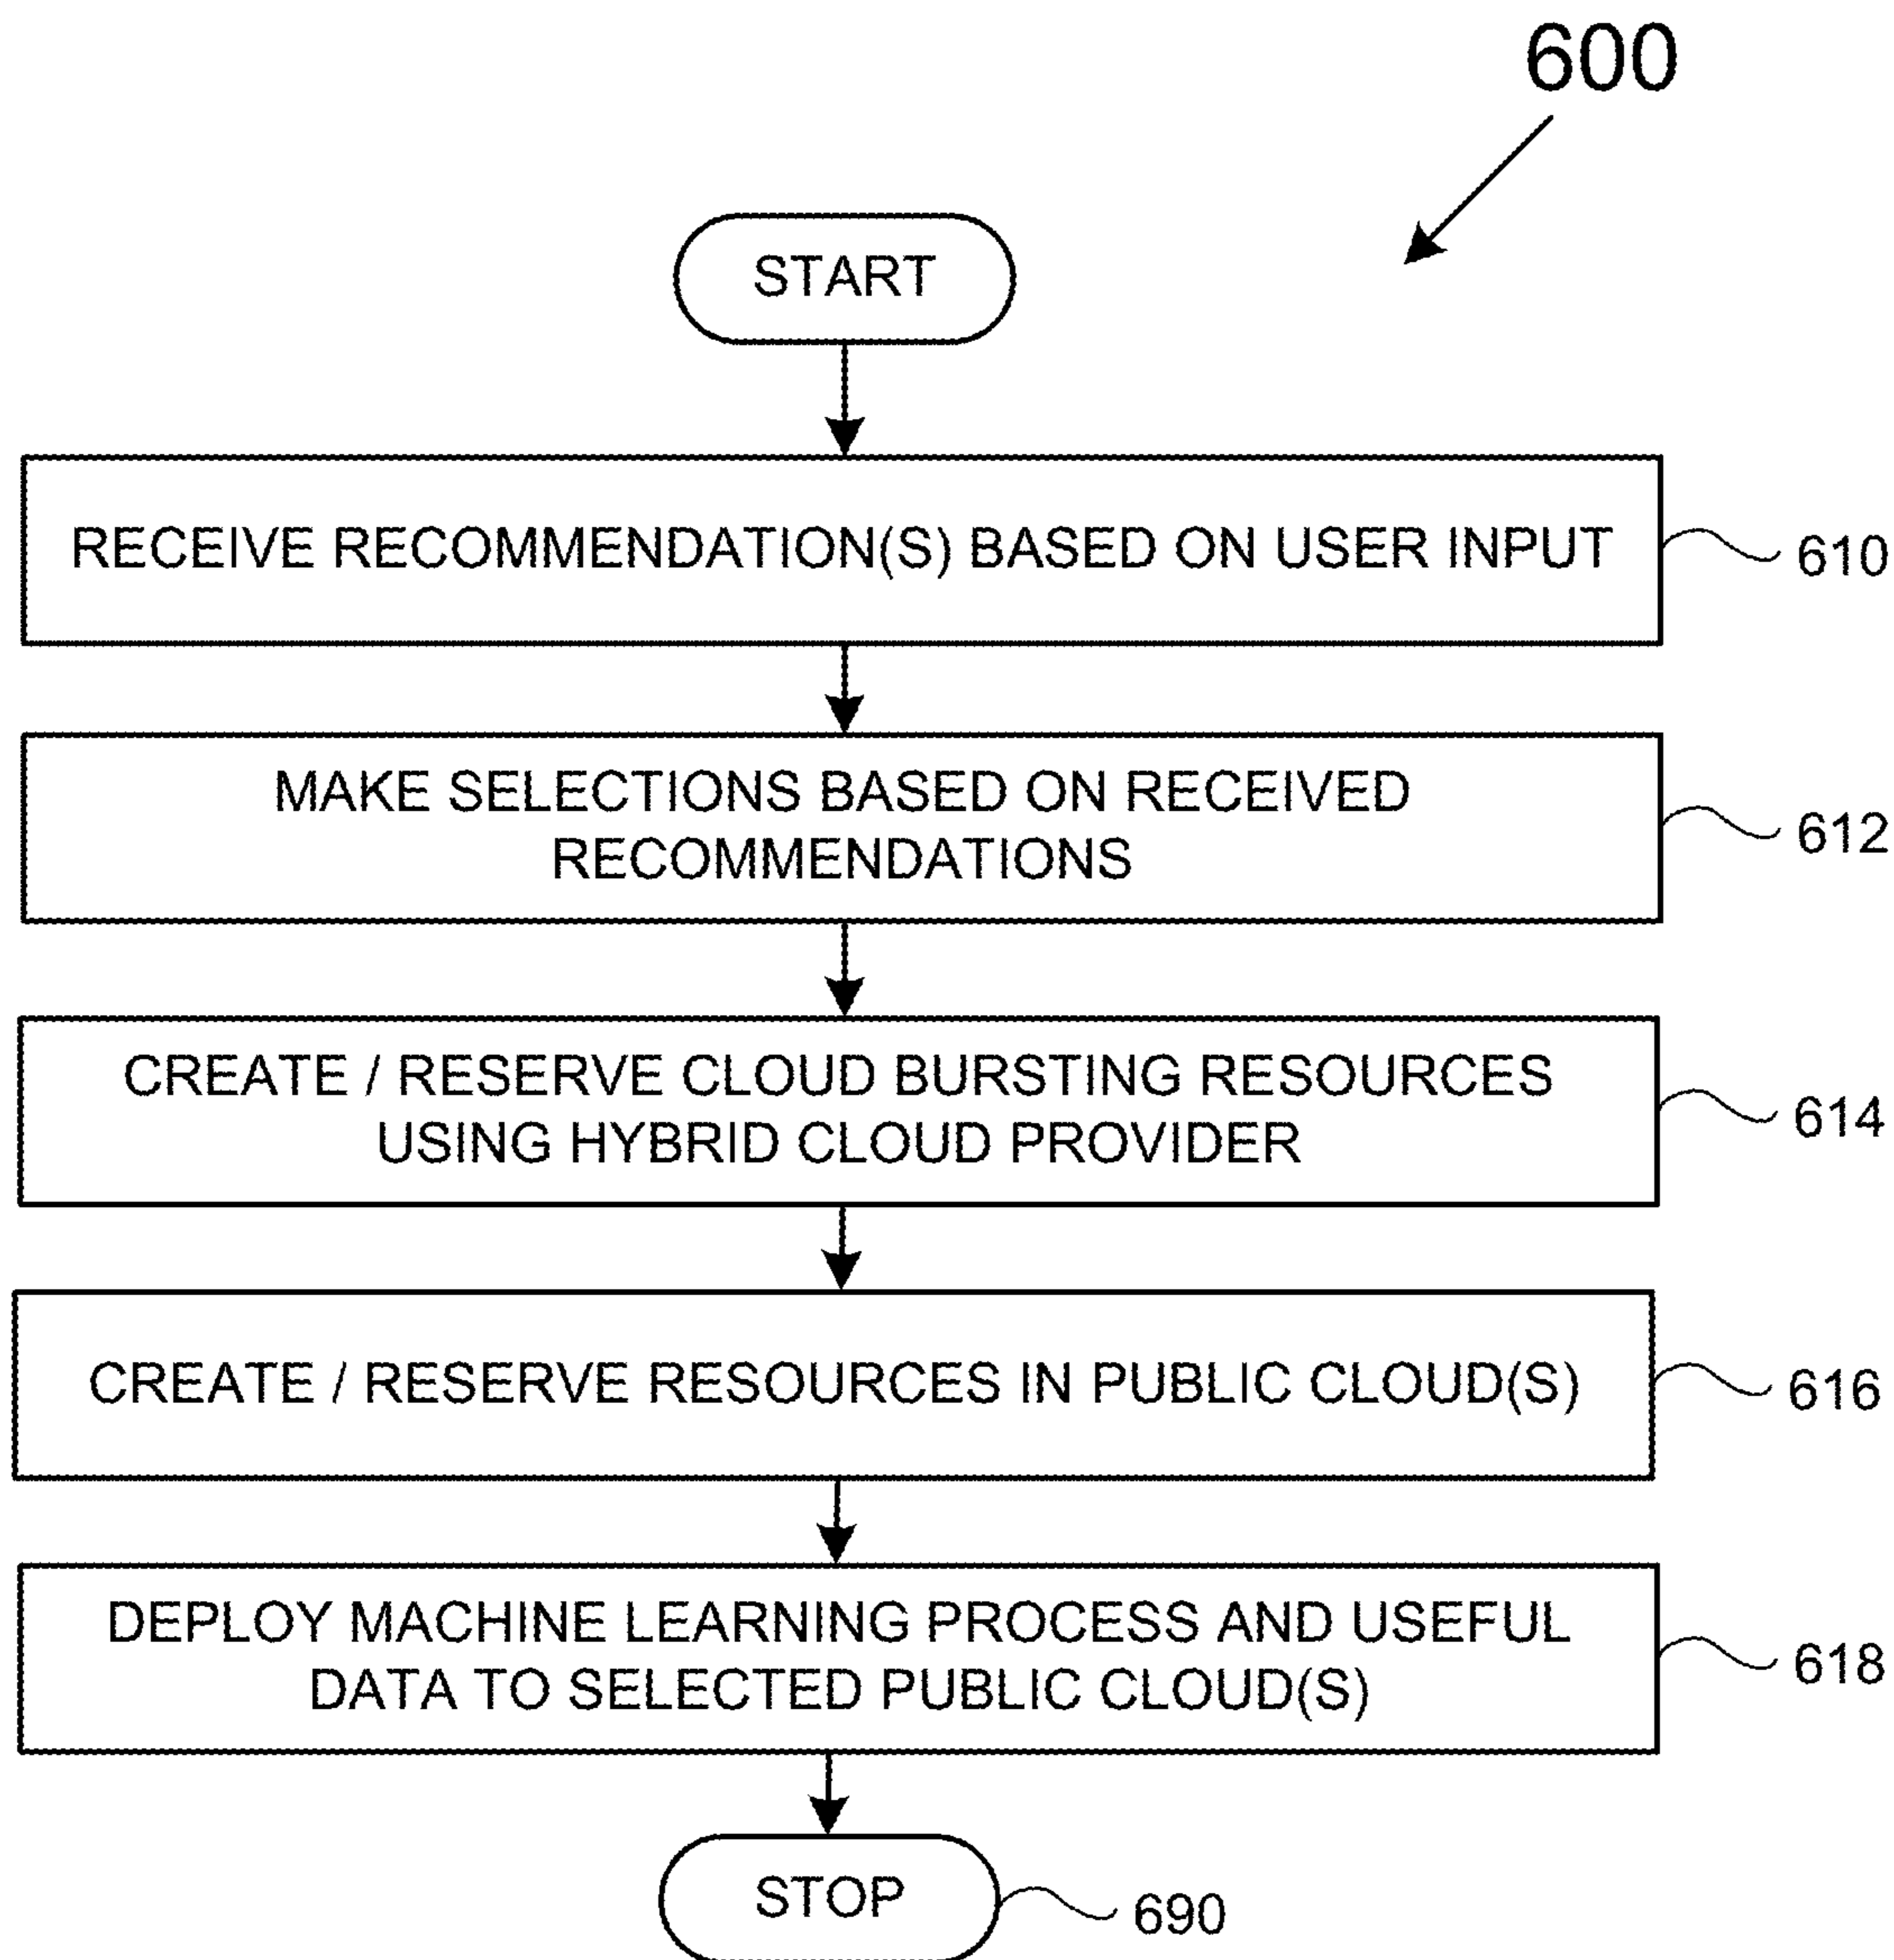 600
START
RECEIVE RECOMMENDATION(S) BASED ON USER INPUT
610
MAKE SELECTIONS BASED ON RECEIVED
RECOMMENDATIONS
612
CREATE / RESERVE CLOUD BURSTING RESOURCES
USING HYBRID CLOUD PROVIDER
614
CREATE / RESERVE RESOURCES IN PUBLIC CLOUD(S)
616
DEPLOY MACHINE LEARNING PROCESS AND USEFUL
DATA TO SELECTED PUBLIC CLOUD(S)
618
STOP
690